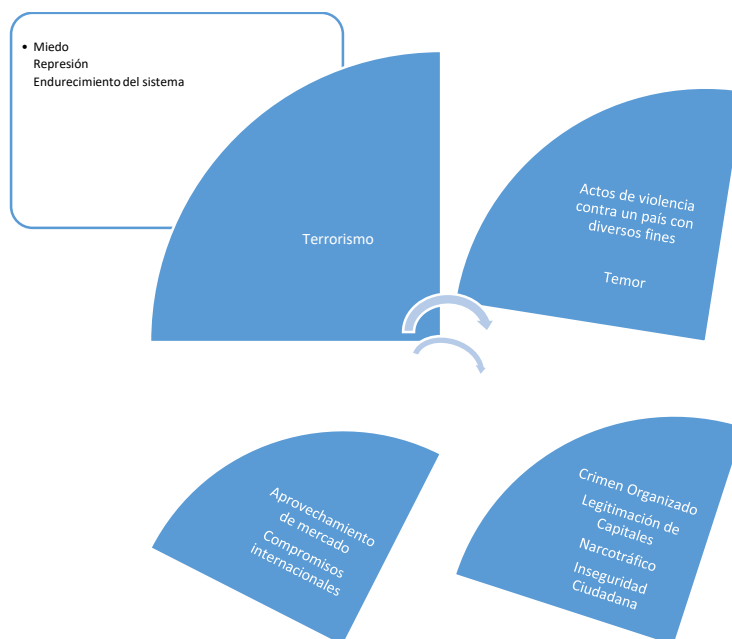 • Miedo
Represión
Endurecimiento del sistema
Terrorismo
Actos de violencia
contra un país con
diversos fines
Temor
Aprovechamiento
de mercado
Compromisos
internacionales
Crimen Organizado
Legitimación de
Capitales
Narcotráfico
Inseguridad
Ciudadana